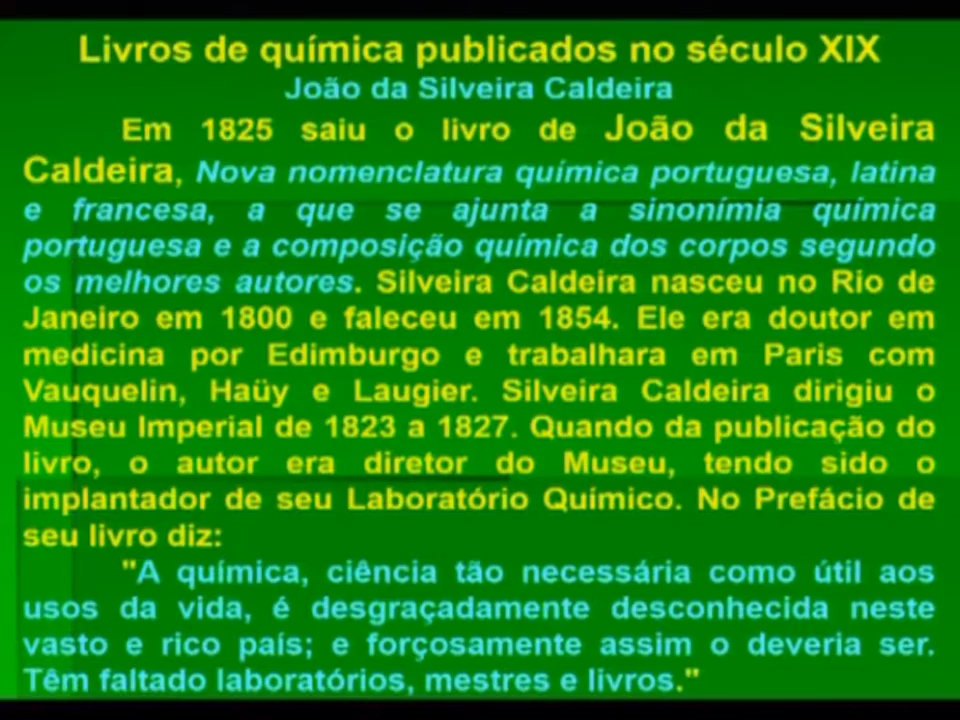 Livros de química publicados no século XIX
João da Silveira Caldeira
Em 1825 saiu o livro de João da Silveira
Caldeira, Nova nomenclatura química portuguesa, latina
e francesa, a que se ajunta a sinonímia química
portuguesa e a composição química dos corpos segundo
os melhores autores. Silveira Caldeira nasceu no Rio de
Janeiro em 1800 e faleceu em 1854. Ele era doutor em
medicina por Edimburgo e trabalhara em Paris com
Vauquelin, Haüy e Laugier. Silveira Caldeira dirigiu o
Museu Imperial de 1823 a 1827. Quando da publicação do
livro, o autor era diretor do Museu, tendo sido o
implantador de seu Laboratório Químico. No Prefácio de
seu livro diz:
"A química, ciência tão necessária como útil aos
usos da vida, é desgraçadamente desconhecida neste
vasto e rico país; e forçosamente assim o deveria ser.
Têm faltado laboratórios, mestres e livros."